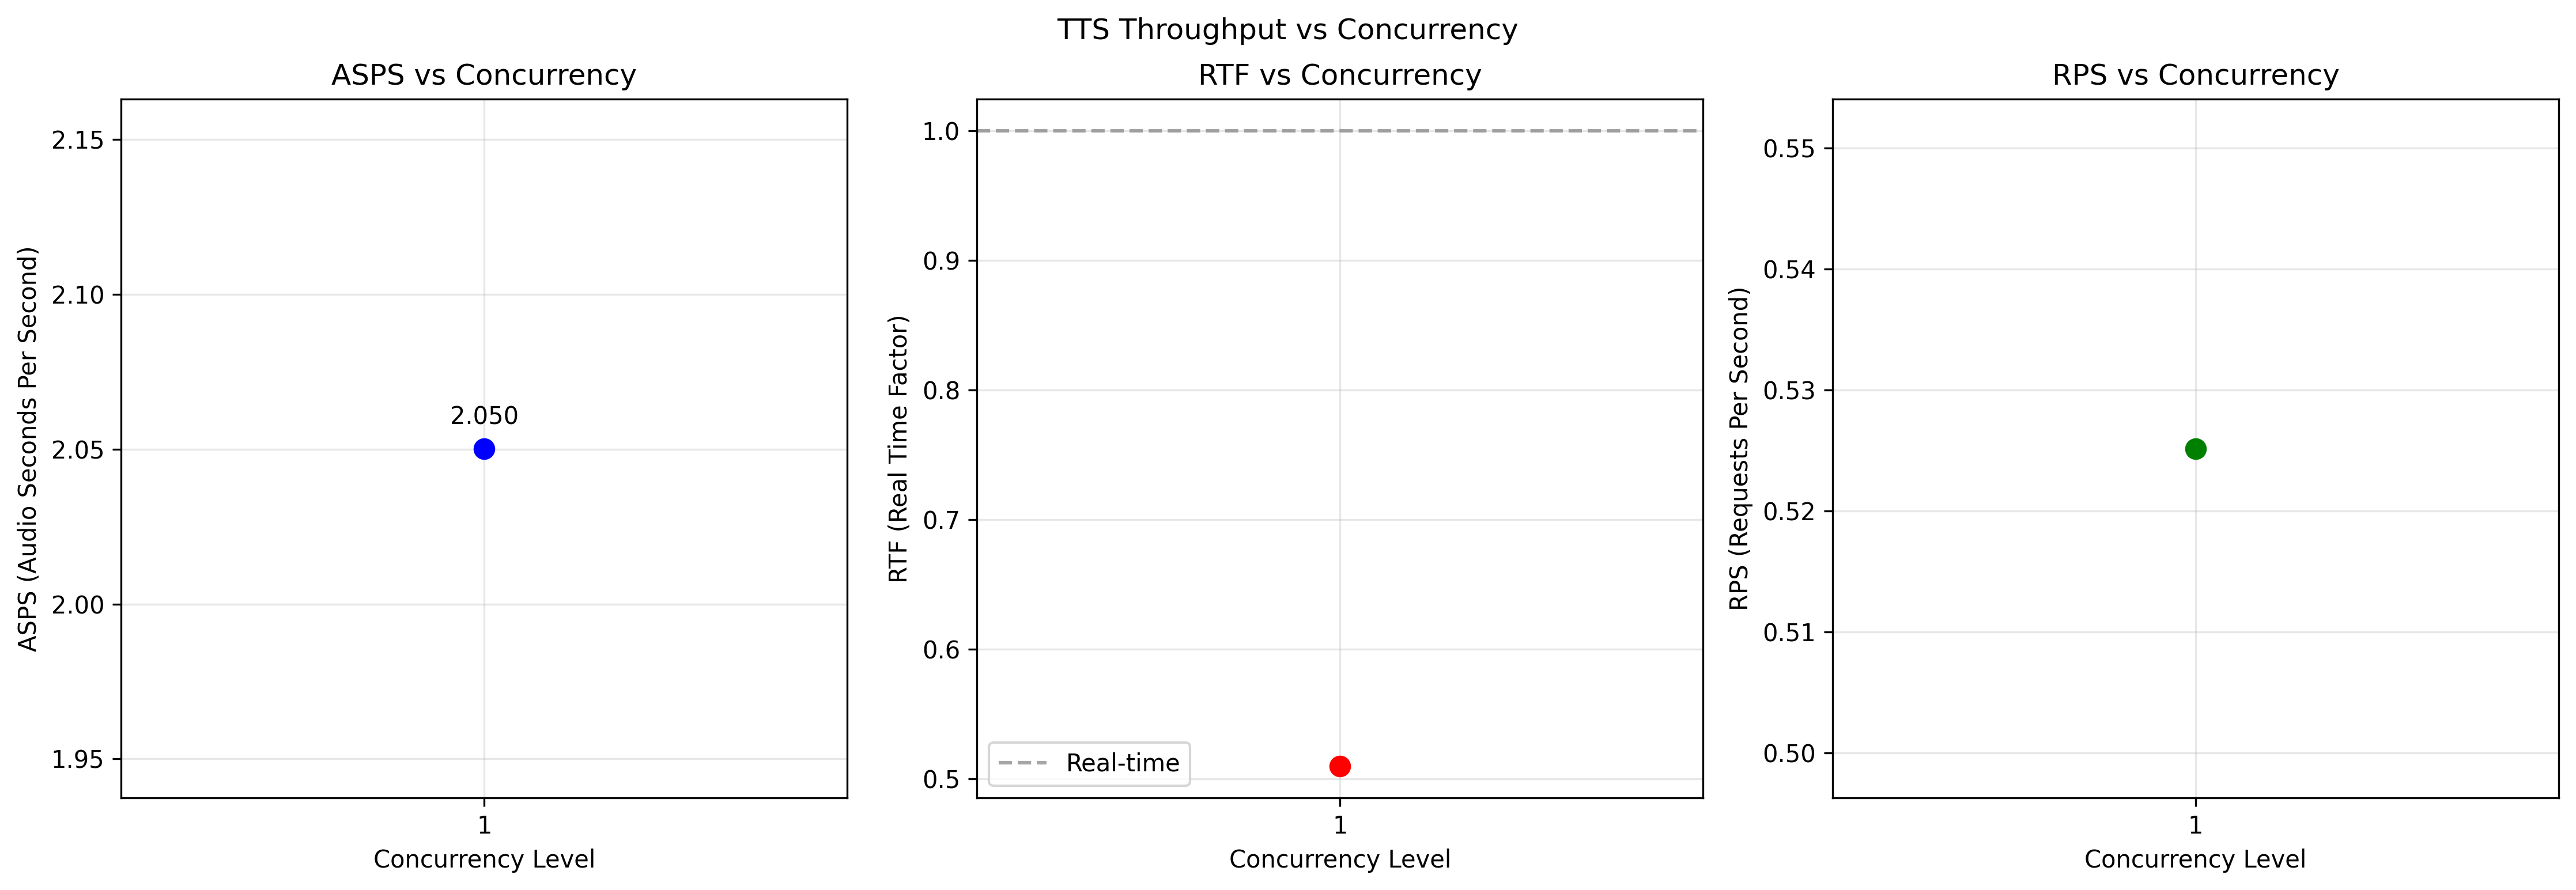 TTS Throughput vs Concurrency
ASPS vs Concurrency
ASPS (Audio Seconds Per Second)
2.15
2.10
2.05
2.00
1.95
2.050
1
Concurrency Level
RTF vs Concurrency
RTF (Real Time Factor)
1.0
0.9
0.8
0.7
0.6
0.5
Real-time
1
Concurrency Level
RPS vs Concurrency
RPS (Requests Per Second)
0.55
0.54
0.53
0.52
0.51
0.50
1
Concurrency Level